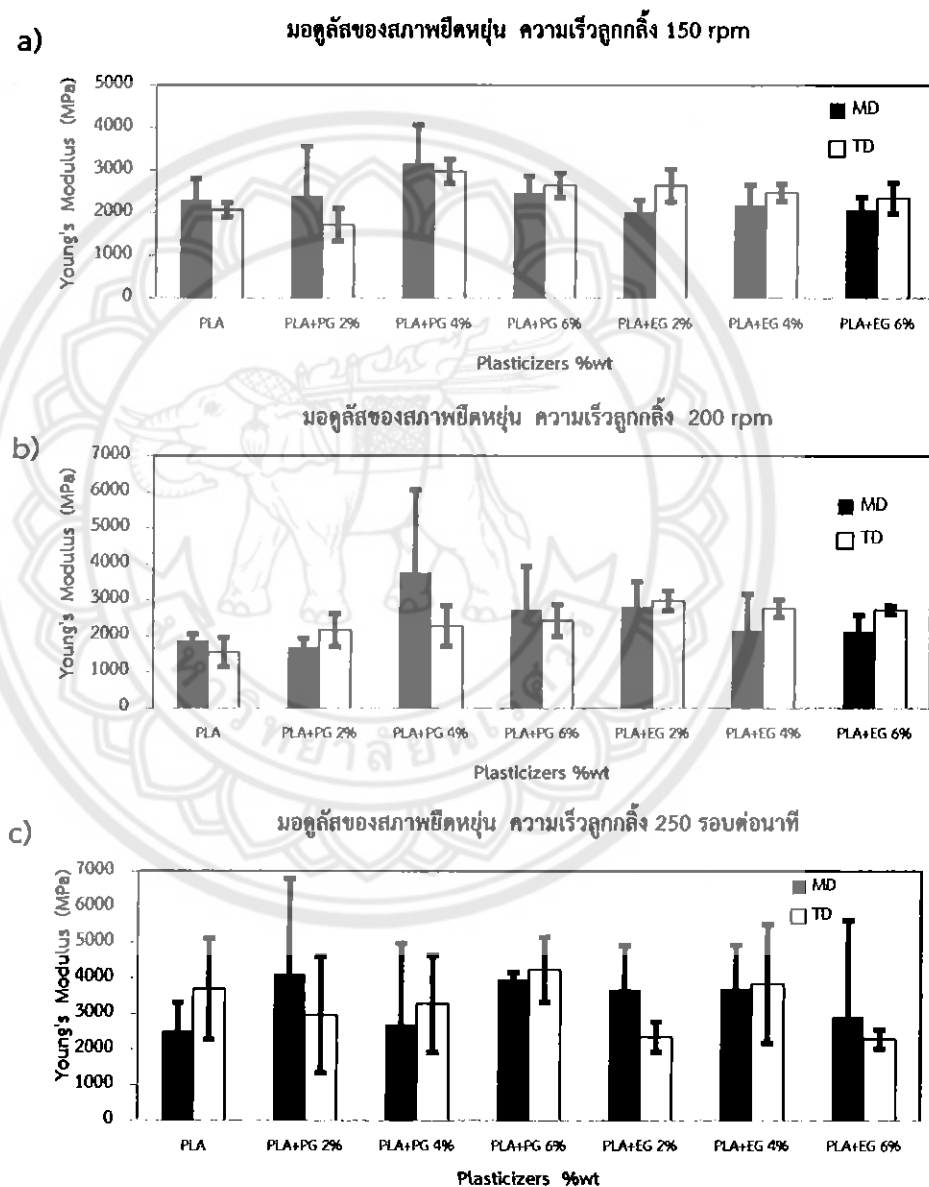 a)
มอดูลัสของสภาพยืดหยุ่น ความเร็วลูกกลิ้ง 150 rpm
Young's Modulus (MPa)
5000
4000
3000
2000
1000
0
MD
TD
PLA PLA+PG 2% PLA+PG 4% PLA+PG 6% PLA+EG 2% PLA+EG 4% PLA+EG 6%
Plasticizers %wt
มอดูลัสของสภาพยืดหยุ่น ความเร็วลูกกลิ้ง 200 rpm
b)
Young's Modulus (MPa)
7000
6000
5000
4000
3000
2000
1000
0
MD
TD
PLA PLA+PG 2% PLA+PG 4% PLA+PG 6% PLA+EG 2% PLA+EG 4% PLA+EG 6%
Plasticizers %wt
มอดูลัสของสภาพยืดหยุ่น ความเร็วลูกกลิ้ง 250 รอบต่อนาที
c)
Young's Modulus (MPa)
7000
6000
5000
4000
3000
2000
1000
0
MD
TD
PLA PLA+PG 2% PLA+PG 4% PLA+PG 6% PLA+EG 2% PLA+EG 4% PLA+EG 6%
Plasticizers %wt